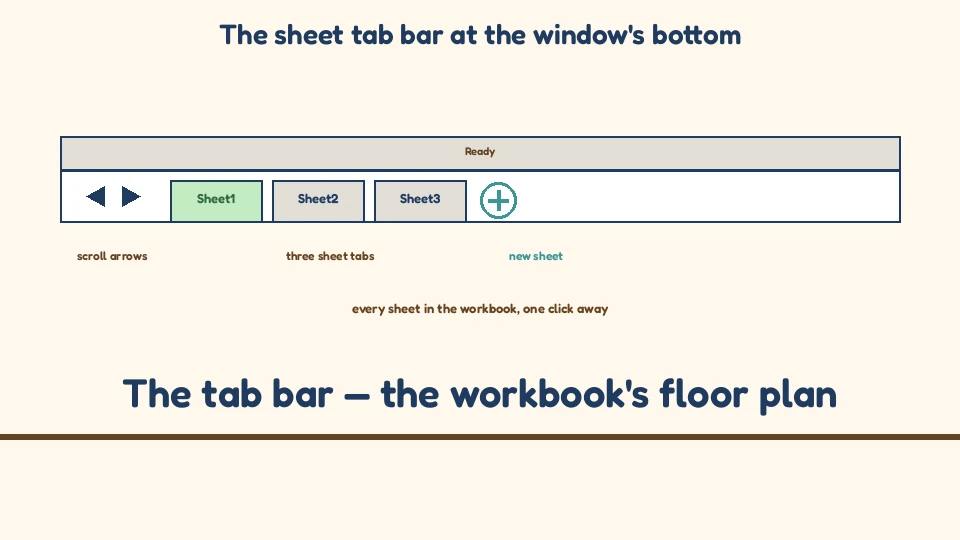 The sheet tab bar at the window's bottom
Ready
Sheet1 Sheet2 Sheet3
scroll arrows three sheet tabs new sheet
every sheet in the workbook, one click away
The tab bar — the workbook's floor plan